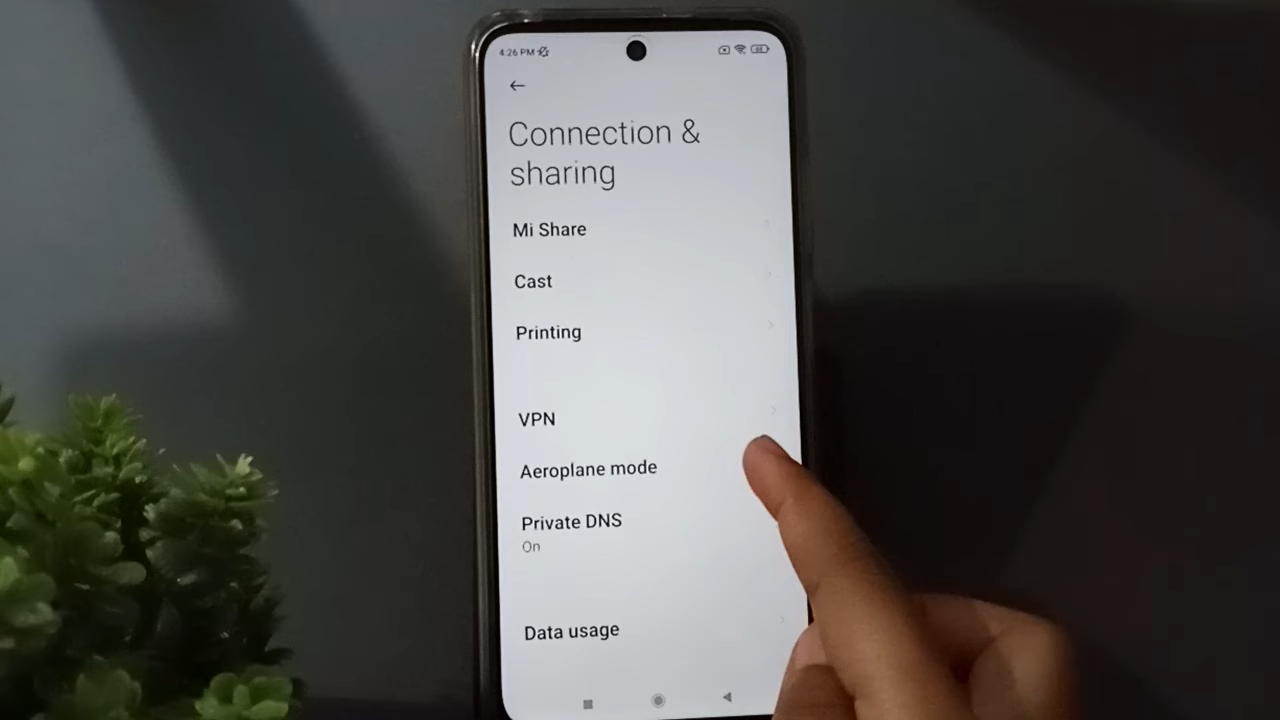 4:26 PM
Connection &
sharing
Mi Share
Cast
Printing
VPN
Aeroplane mode
Private DNS
On
Data usage